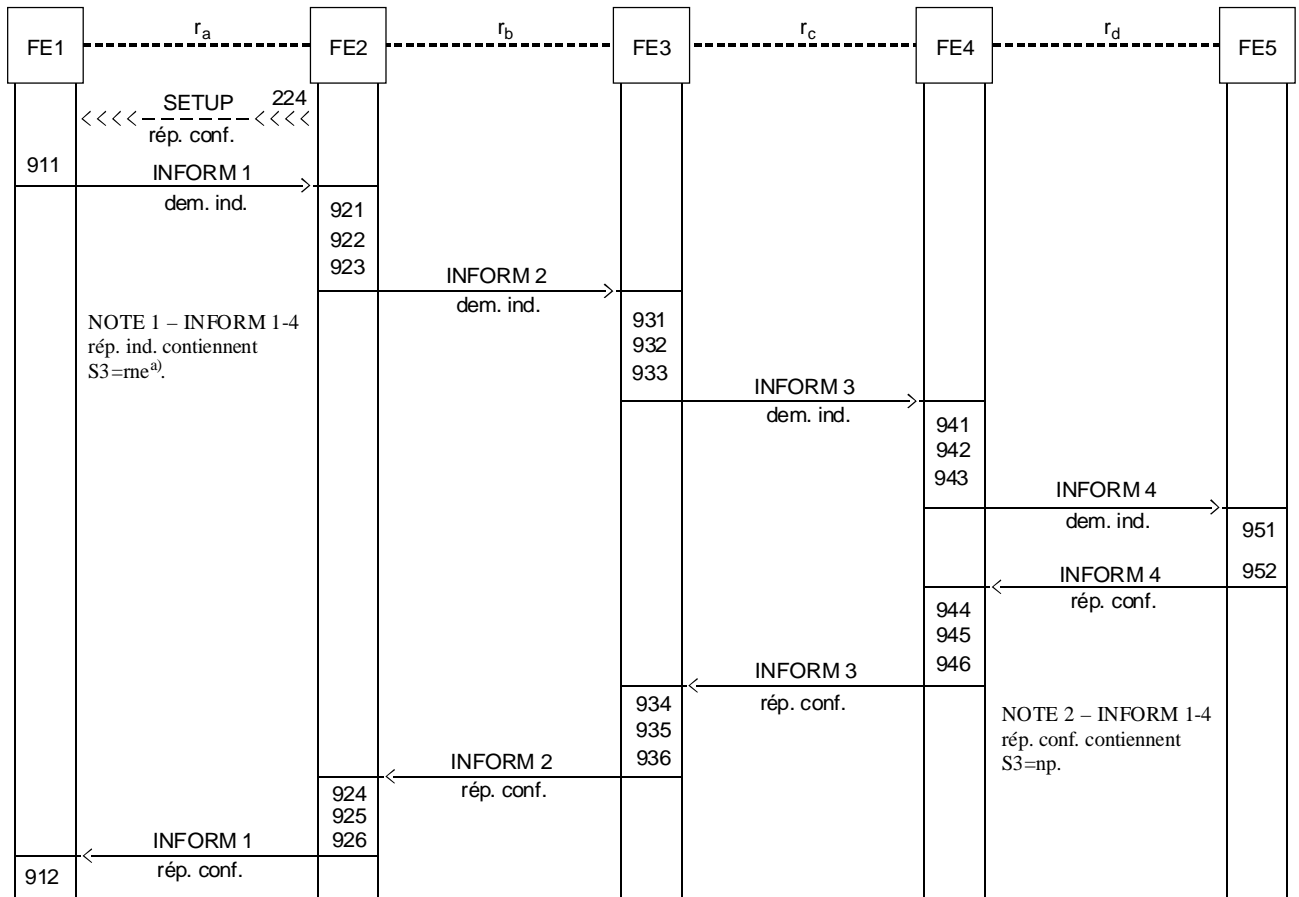 FE1
ra
FE2
rb
FE3
rc
FE4
rd
FE5
SETUP 224
rép. conf.
911
INFORM 1
dem. ind.
921
922
923
INFORM 2
dem. ind.
NOTE 1 – INFORM 1-4
rép. ind. contiennent
S3=rnea).
931
932
933
INFORM 3
dem. ind.
941
942
943
INFORM 4
dem. ind.
951
952
INFORM 4
rép. conf.
944
945
946
INFORM 3
rép. conf.
NOTE 2 – INFORM 1-4
rép. conf. contiennent
S3=np.
934
935
936
INFORM 2
rép. conf.
924
925
926
INFORM 1
rép. conf.
912